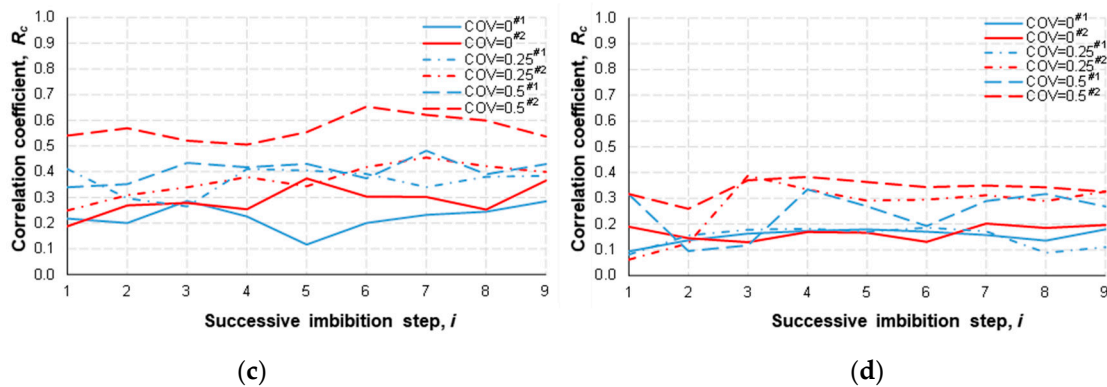 Correlation coefficient, Rc
1.0
0.9
0.8
0.7
0.6
0.5
0.4
0.3
0.2
0.1
0.0
1 2 3 4 5 6 7 8 9
Successive imbibition step, i
COV=0#1
COV=0#2
COV=0.25#1
COV=0.25#2
COV=0.5#1
COV=0.5#2
(c)
Correlation coefficient, Rc
1.0
0.9
0.8
0.7
0.6
0.5
0.4
0.3
0.2
0.1
0.0
1 2 3 4 5 6 7 8 9
Successive imbibition step, i
COV=0#1
COV=0#2
COV=0.25#1
COV=0.25#2
COV=0.5#1
COV=0.5#2
(d)